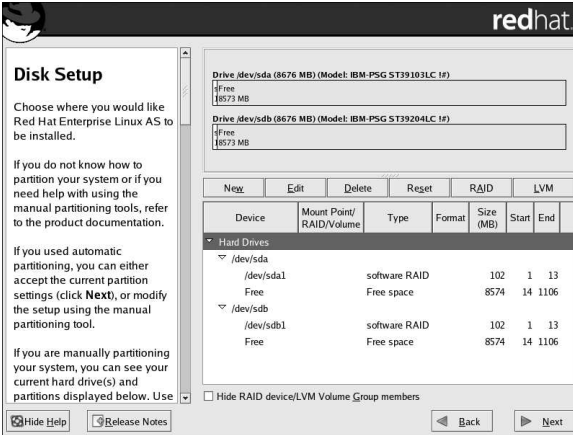 redhat.
Disk Setup
Choose where you would like
Red Hat Enterprise Linux AS to
be installed.
If you do not know how to
partition your system or if you
need help with using the
manual partitioning tools, refer
to the product documentation.
If you used automatic
partitioning, you can either
accept the current partition
settings (click Next), or modify
the setup using the manual
partitioning tool.
If you are manually partitioning
your system, you can see your
current hard drive(s) and
partitions displayed below. Use
Drive /dev/sda (8676 MB) (Model: IBM-PSG ST39103LC !#)
Free
8573 MB
Drive /dev/sdb (8676 MB) (Model: IBM-PSG ST39204LC !#)
Free
8573 MB
New Edit Delete Reset RAID LVM
Device Mount Point/ RAID/Volume Type Format Size (MB) Start End
Hard Drives
/dev/sda
/dev/sda1 software RAID 102 1 13
Free Free space 8574 14 1106
/dev/sdb
/dev/sdb1 software RAID 102 1 13
Free Free space 8574 14 1106
Hide RAID device/LVM Volume Group members
Hide Help Release Notes Back Next